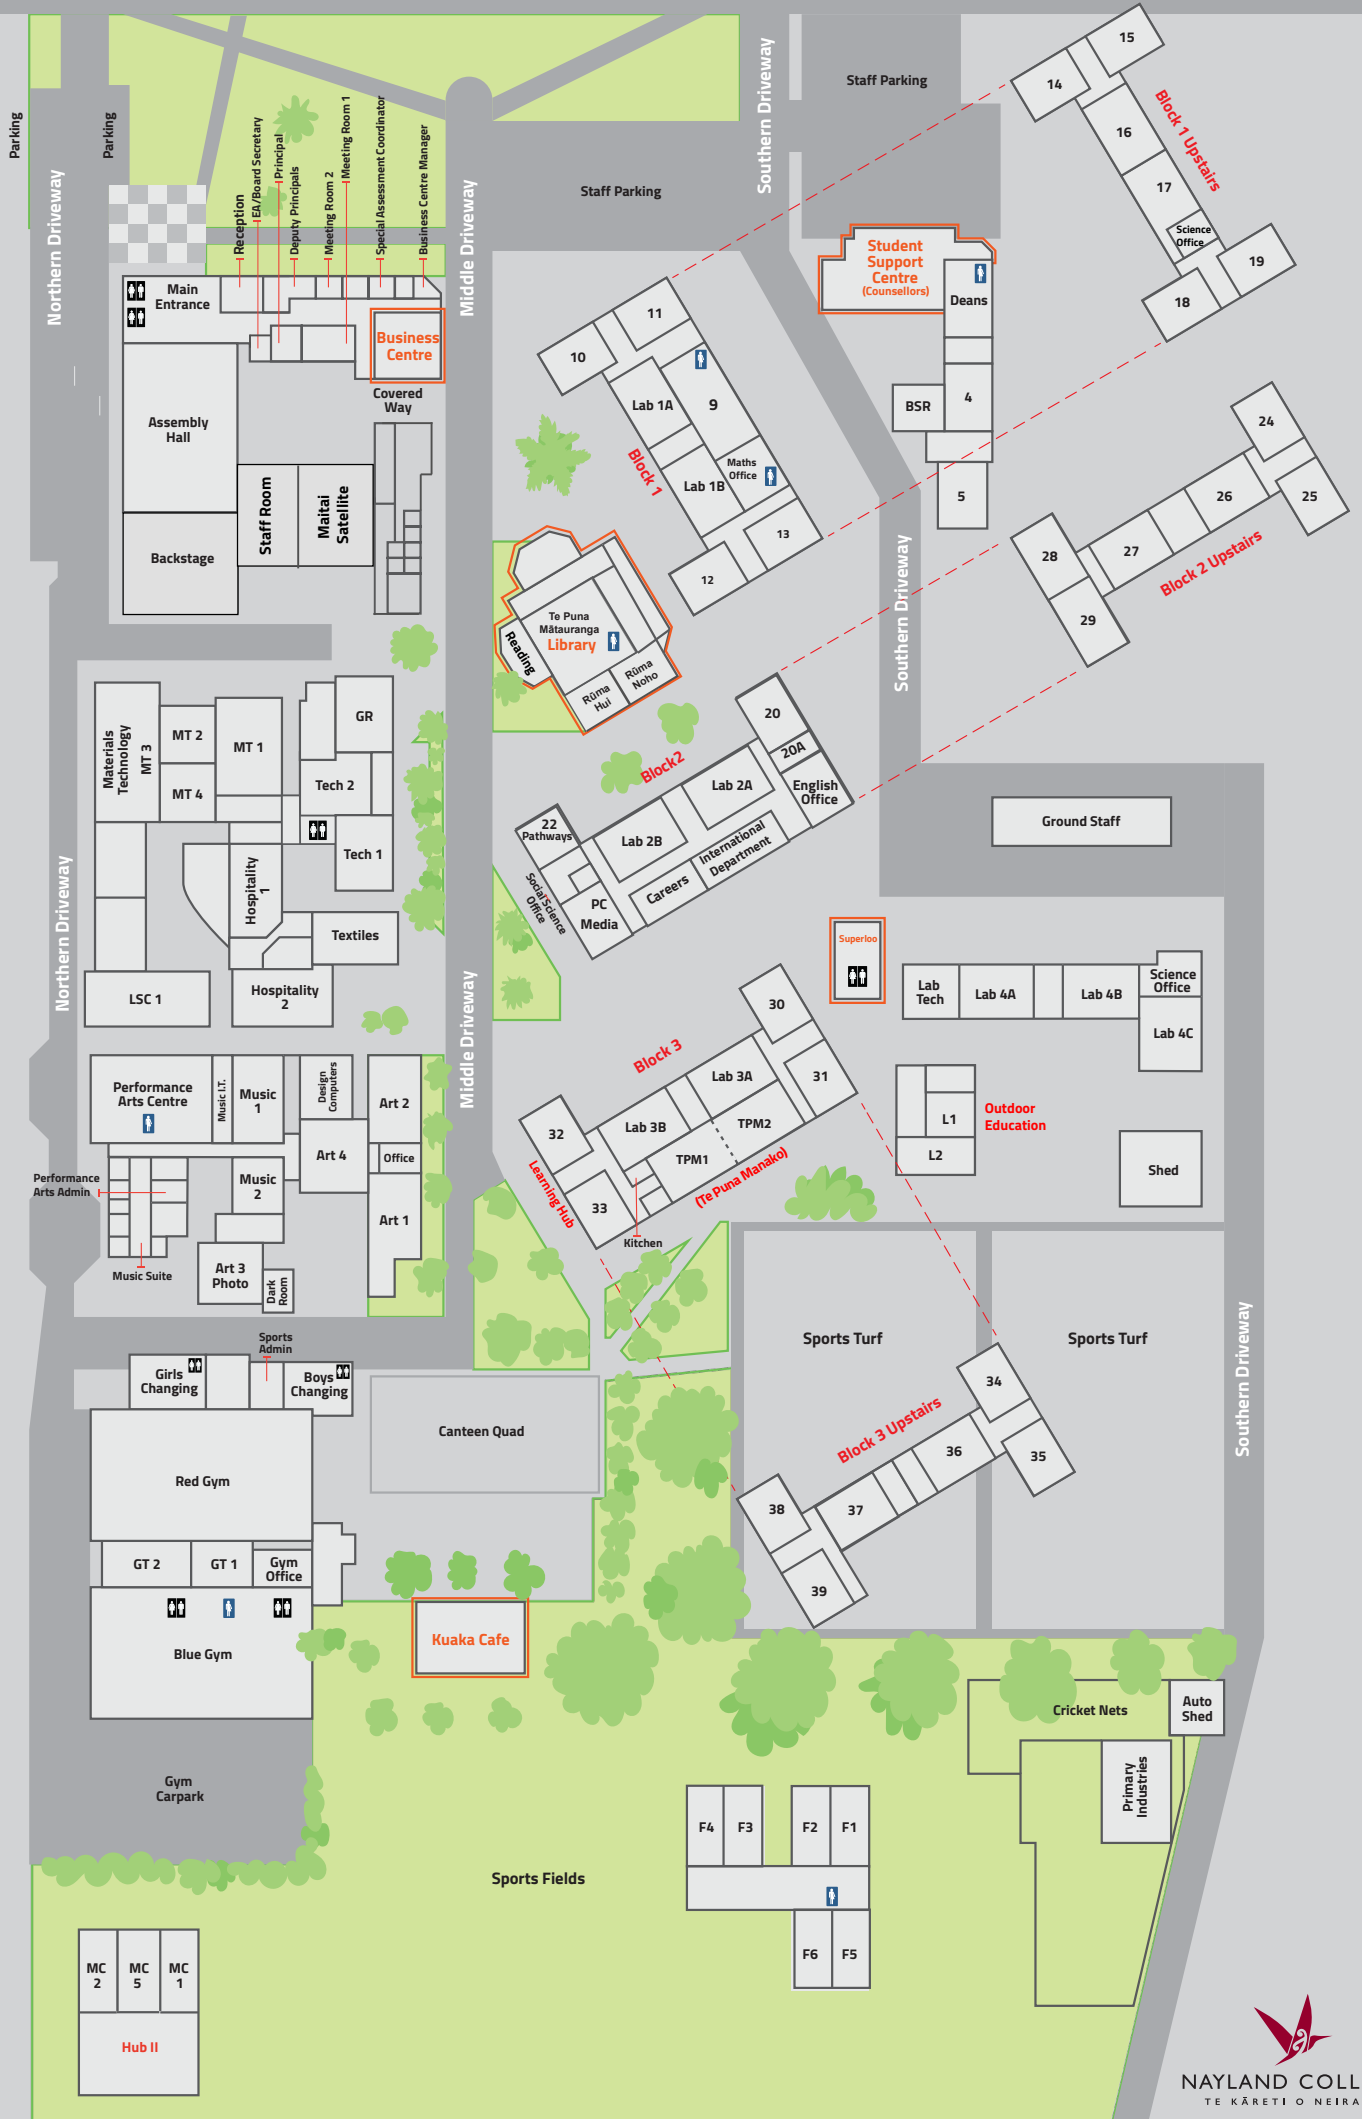 Parking
Parking
Northern Driveway
Reception
EA/Board Secretary
Principal
Deputy Principals
Meeting Room 2
Meeting Room 1
Special Assessment Coordinator
Business Centre Manager
Middle Driveway
Staff Parking
Southern Driveway
Staff Parking
14
15
16
17
Science
Office
18
19
Block 1 Upstairs
Main
Entrance
Business
Centre
Covered
Way
Assembly
Hall
Staff Room
Maitai
Satellite
Backstage
Student
Support
Centre
(Counsellors)
Deans
BSR
4
5
10
11
Lab 1A
9
Maths
Office
Lab 1B
12
13
Block 1
24
25
26
27
28
29
Block 2 Upstairs
Te Puna
Mātauranga
Library
Reading
Rūma
Hui
Rūma
Noho
Southern Driveway
Materials
Technology
MT 3
MT 2
MT 4
MT 1
GR
Tech 2
Tech 1
Hospitality
1
Textiles
Hospitality
2
LSC 1
Northern Driveway
Middle Driveway
Block2
20
20A
English
Office
Lab 2A
Lab 2B
22
Pathways
Social Science
Office
PC
Media
Careers
International
Department
Ground Staff
Superloo
Lab
Tech
Lab 4A
Lab 4B
Science
Office
Lab 4C
L1
L2
Outdoor
Education
Shed
Block 3
30
31
Lab 3A
Lab 3B
TPM2
TPM1
(Te Puna Manako)
32
33
Learning Hub
Kitchen
Performance
Arts Centre
Music I.T.
Music
1
Design
Computers
Art 2
Office
Art 4
Art 1
Music
2
Performance
Arts Admin
Music Suite
Art 3
Photo
Dark
Room
Sports
Admin
Girls
Changing
Boys
Changing
Red Gym
Canteen Quad
GT 2
GT 1
Gym
Office
Blue Gym
Kuaka Cafe
Gym
Carpark
Sports Turf
Sports Turf
Southern Driveway
Block 3 Upstairs
34
35
36
37
38
39
Cricket Nets
Auto
Shed
Primary
Industries
F4
F3
F2
F1
F6
F5
Sports Fields
MC
2
MC
5
MC
1
Hub II
NAYLAND COLL
TE KĀRETI O NEIRA